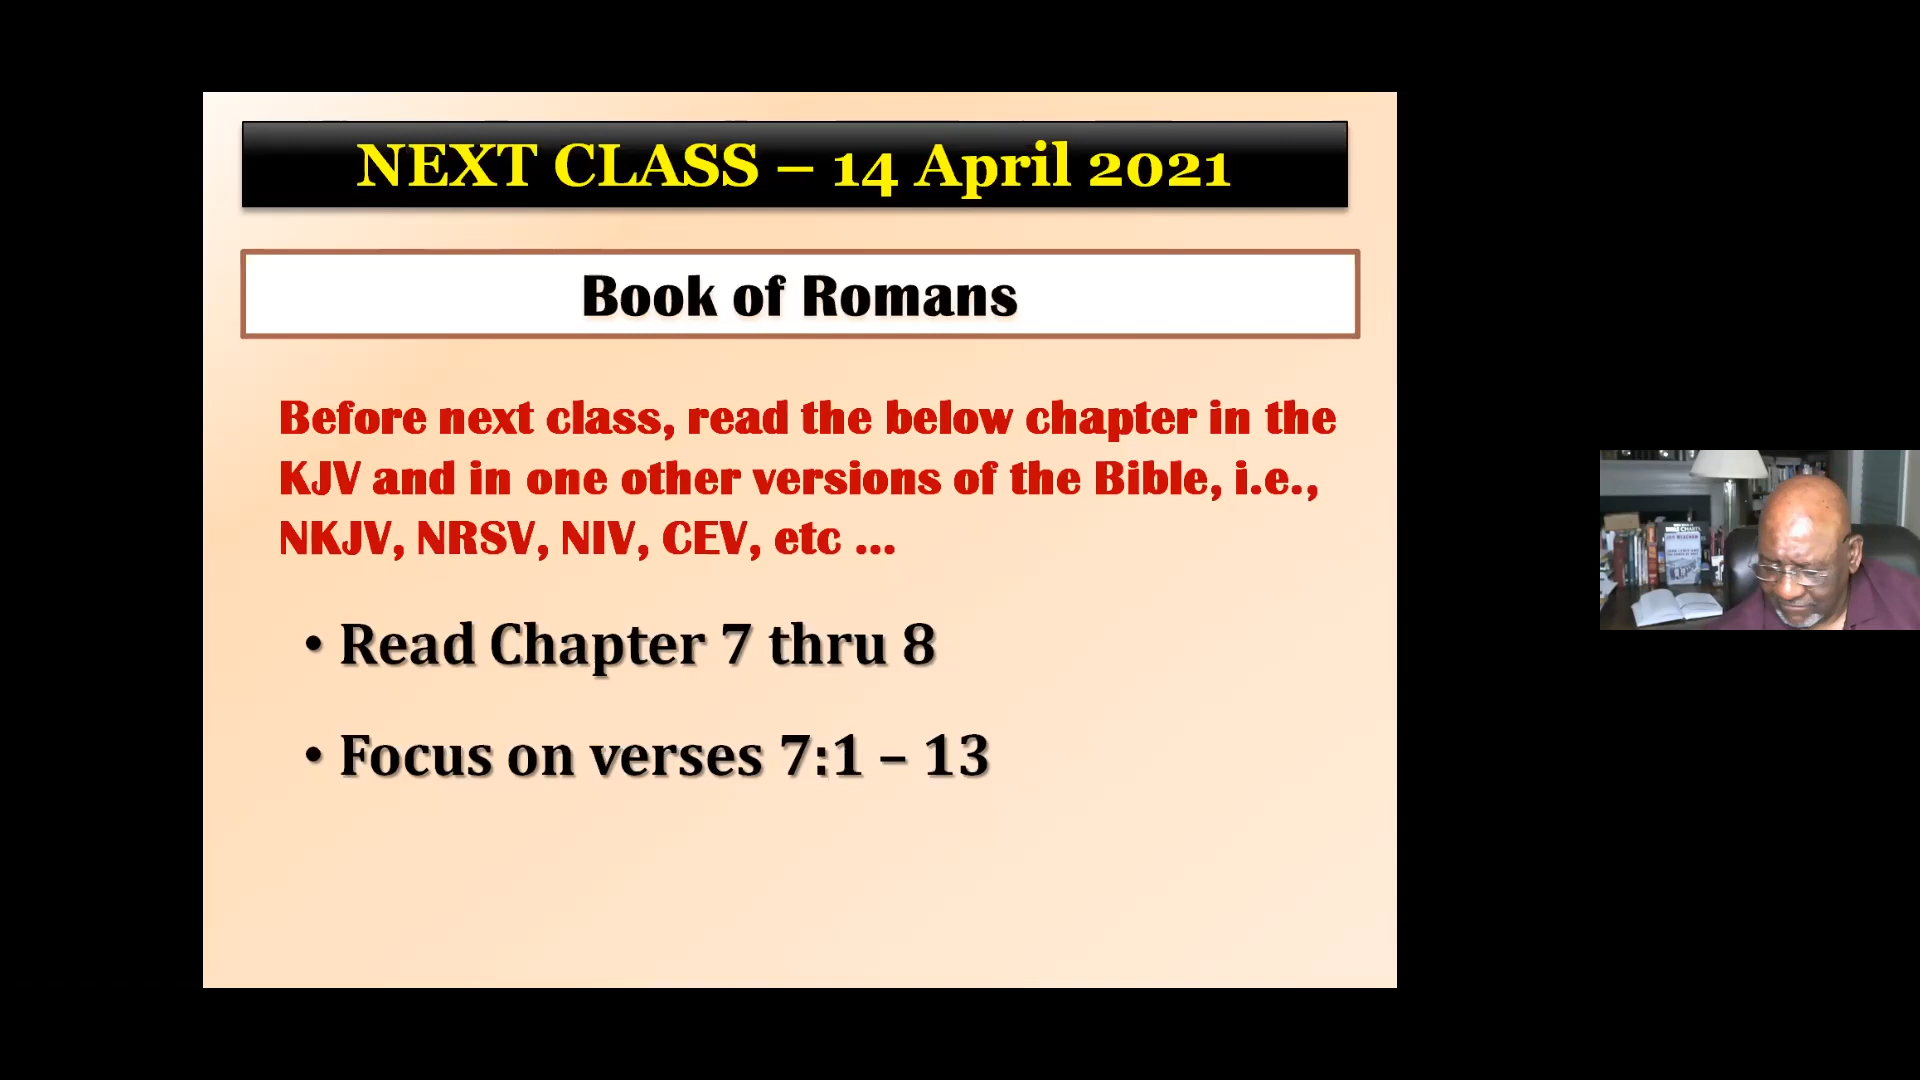 NEXT CLASS – 14 April 2021
Book of Romans
Before next class, read the below chapter in the
KJV and in one other versions of the Bible, i.e.,
NKJV, NRSV, NIV, CEV, etc ...
• Read Chapter 7 thru 8
• Focus on verses 7:1 – 13